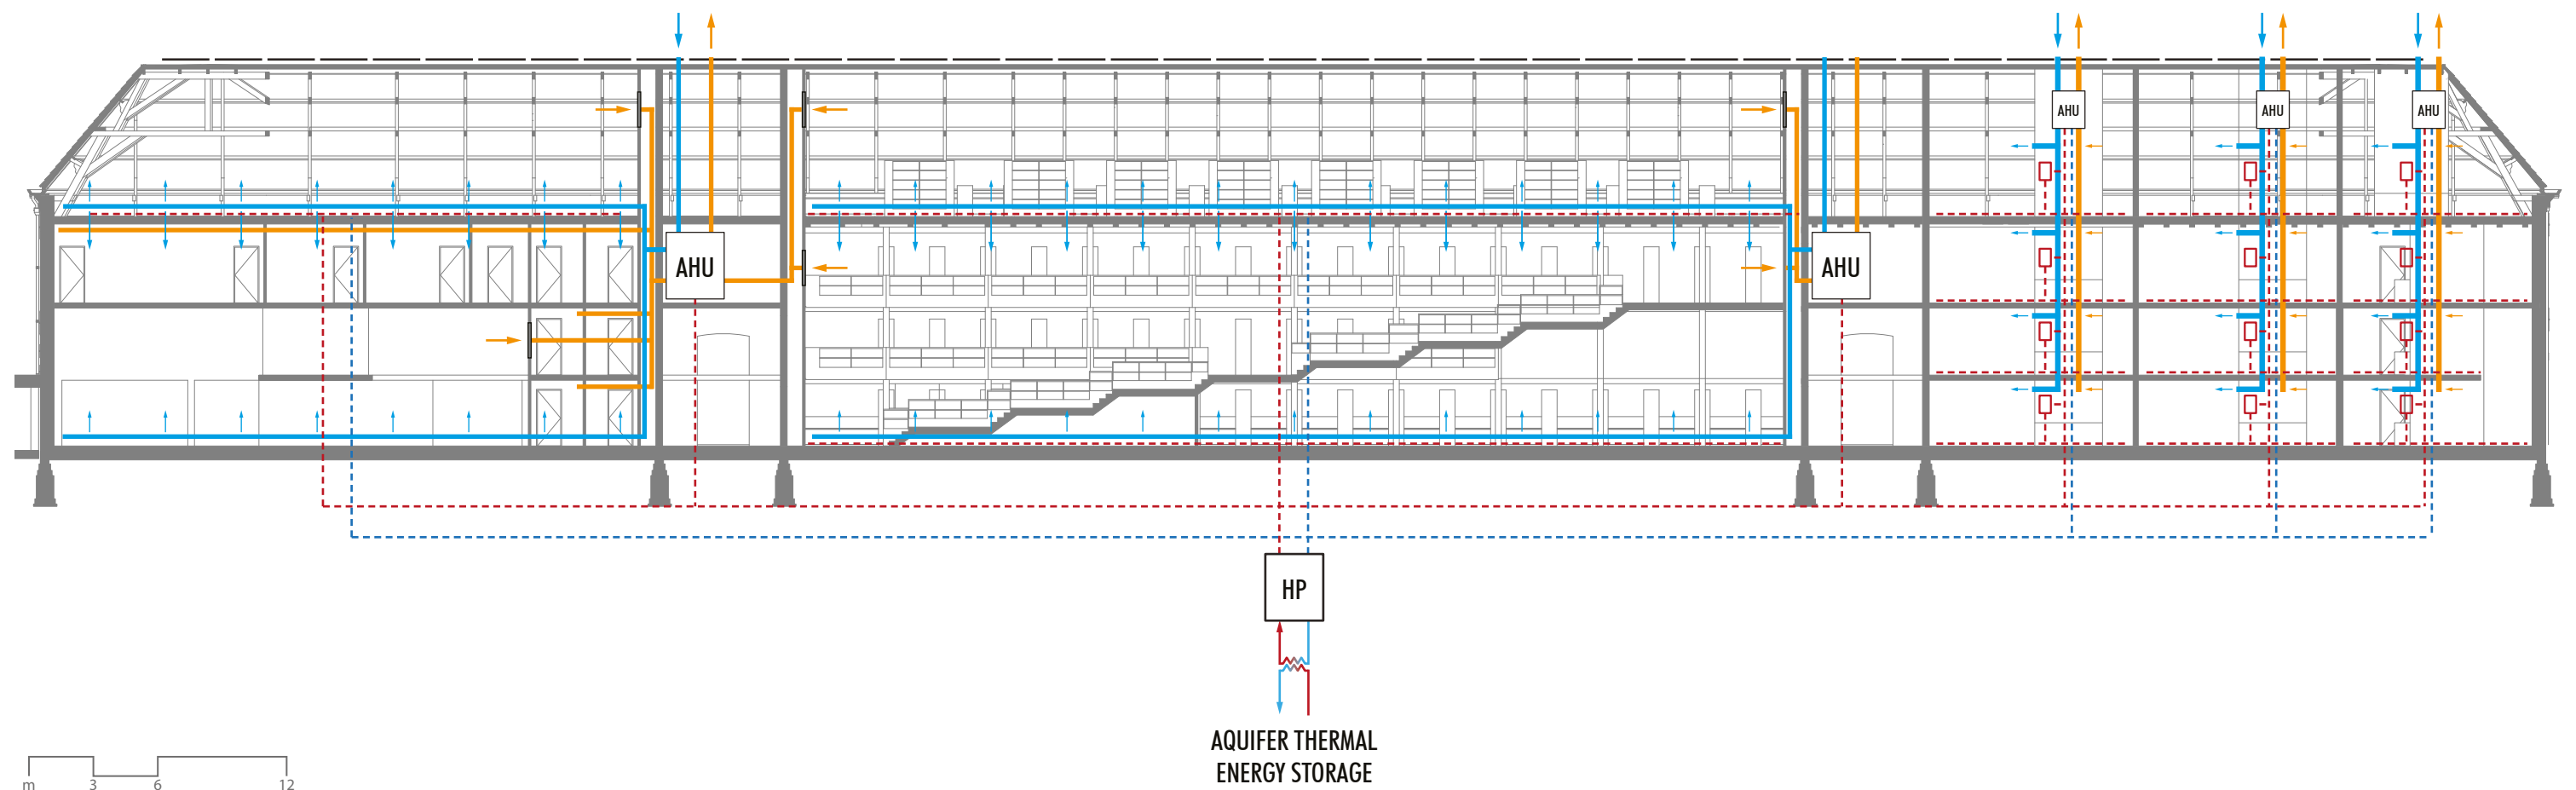 AHU
AHU
AHU
AHU
AHU
HP
AQUIFER THERMAL
ENERGY STORAGE
m 3 6 12